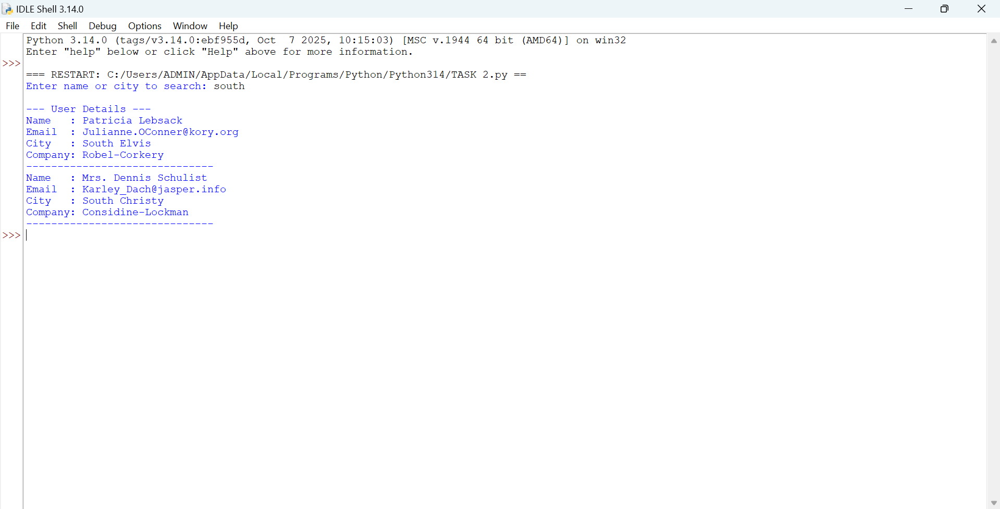 IDLE Shell 3.14.0
File Edit Shell Debug Options Window Help
Python 3.14.0 (tags/v3.14.0:ebf955d, Oct  7 2025, 10:15:03) [MSC v.1944 64 bit (AMD64)] on win32
Enter "help" below or click "Help" above for more information.
>>>
=== RESTART: C:/Users/ADMIN/AppData/Local/Programs/Python/Python314/TASK 2.py ==
Enter name or city to search: south
--- User Details ---
Name   : Patricia Lebsack
Email  : Julianne.OConner@kory.org
City   : South Elvis
Company: Robel-Corkery
------------------------------
Name   : Mrs. Dennis Schulist
Email  : Karley_Dach@jasper.info
City   : South Christy
Company: Considine-Lockman
------------------------------
>>>